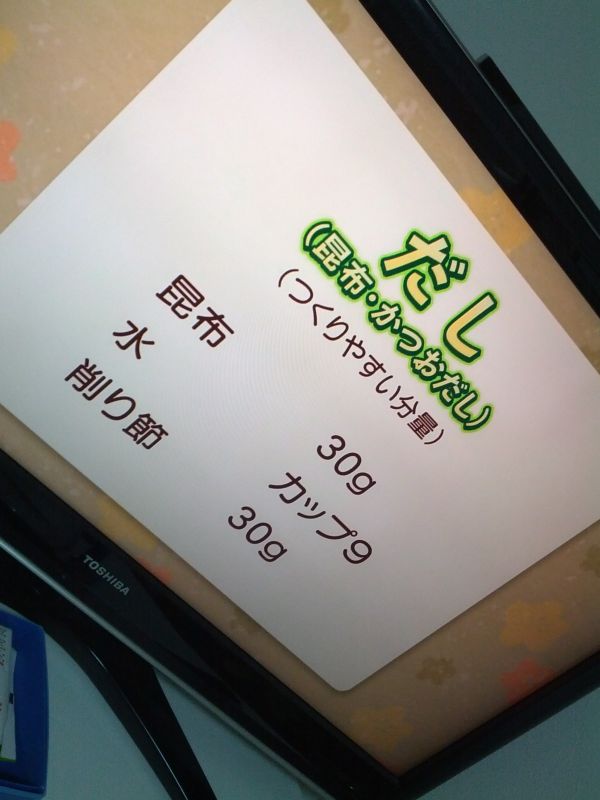 だし
(昆布・かつおだし)
(つくりやすい分量)
昆布 30g
水 カップ9
削り節 30g
TOSHIBA